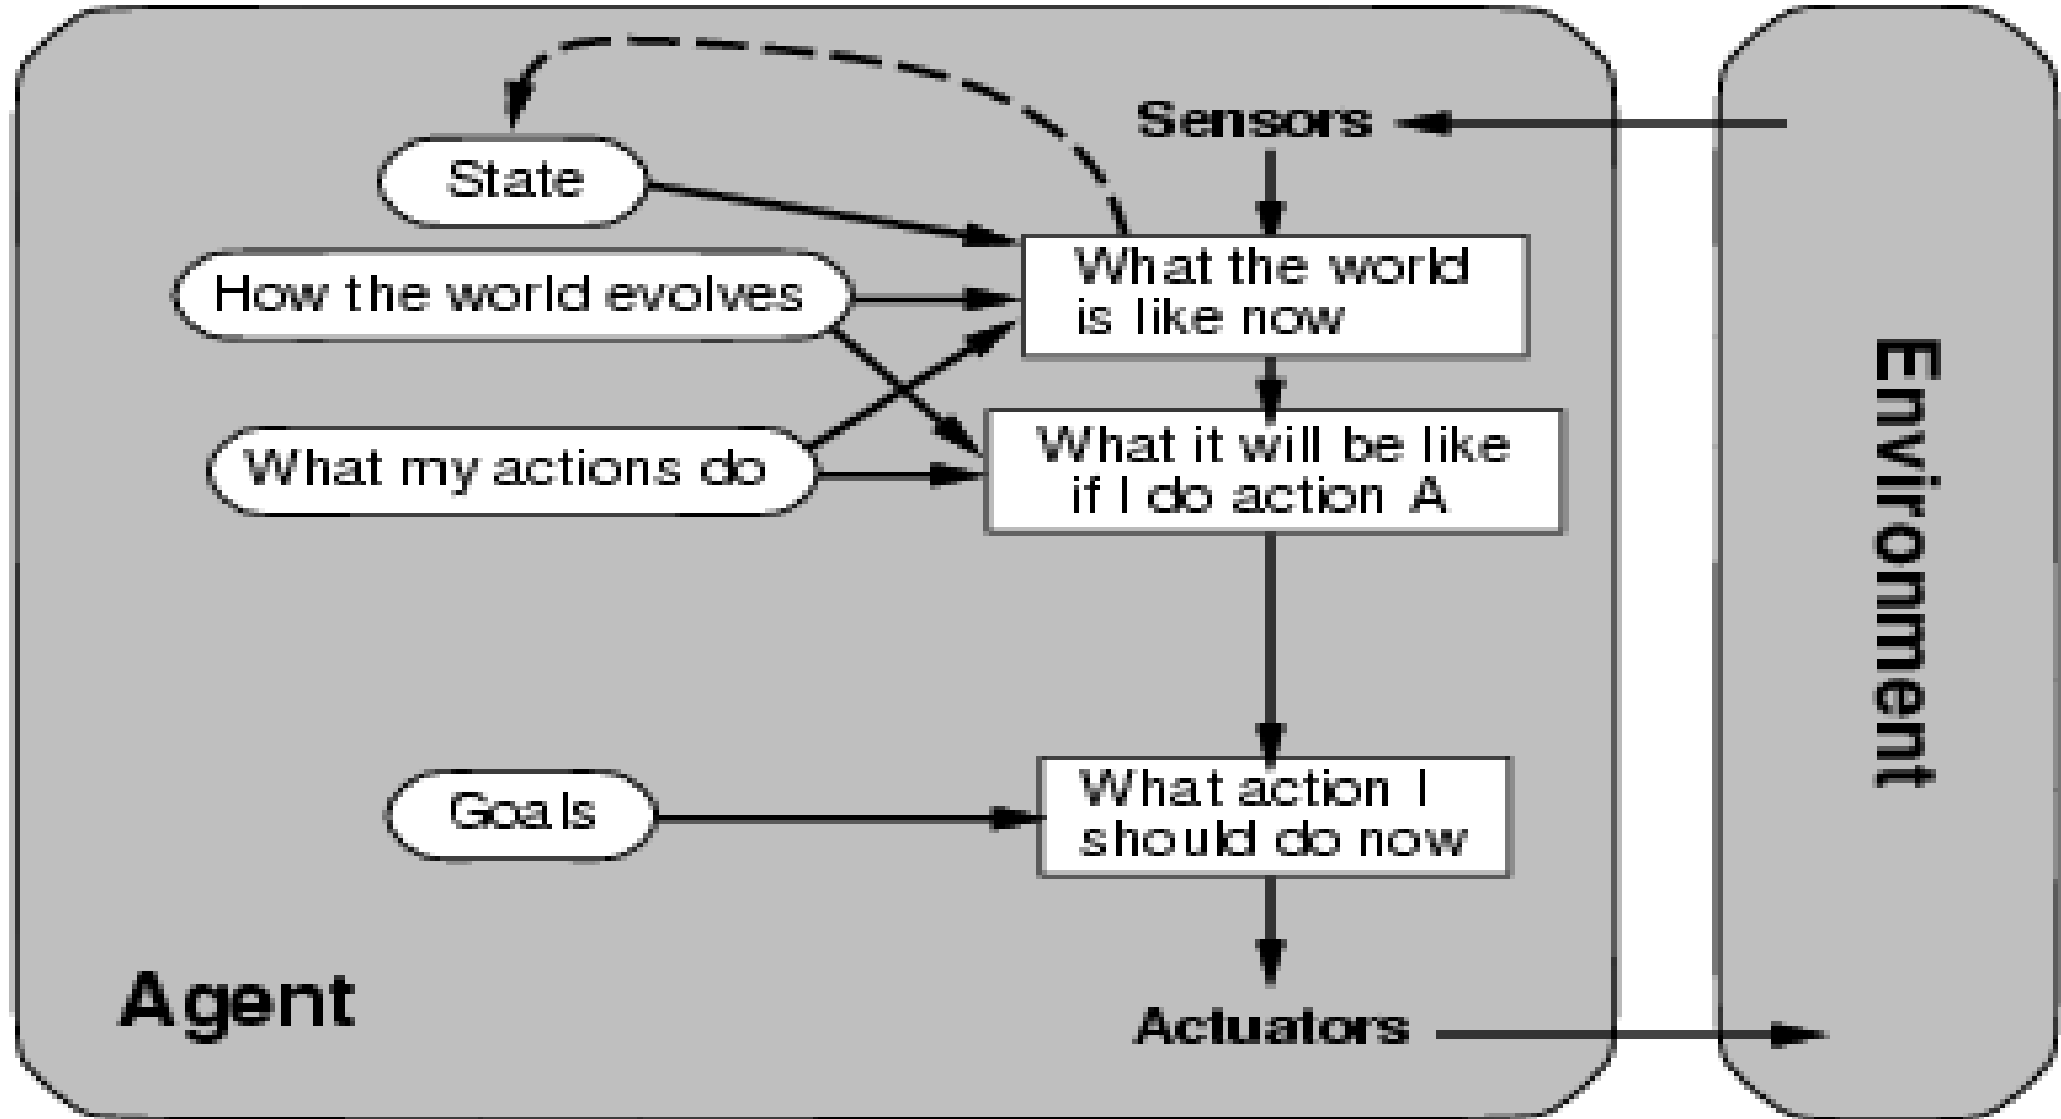 Sensors
State
What the world
is like now
How the world evolves
What it will be like
if I do action A
What my actions do
Environment
What action I
should do now
Goals
Agent
Actuators